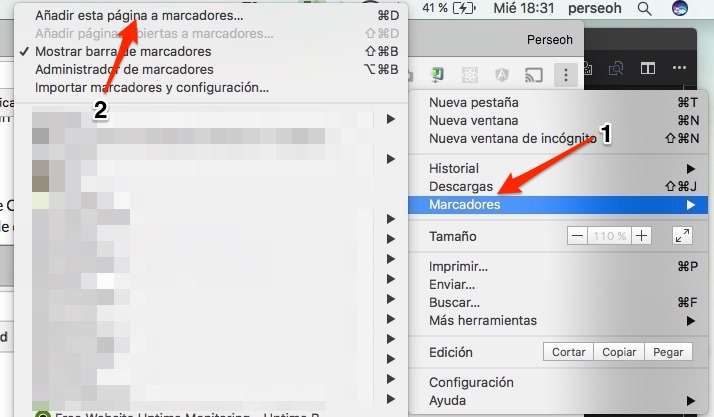 41 %
Mié 18:31
perseoh
Añadir esta página a marcadores... ⌘D
Añadir páginas abiertas a marcadores... ⇧⌘D
✓ Mostrar barra de marcadores ⇧⌘B
Administrador de marcadores ⌥⌘B
Importar marcadores y configuración...
2
Perseoh
Nueva pestaña ⌘T
Nueva ventana ⌘N
Nueva ventana de incógnito ⇧⌘N
1
Historial
Descargas ⇧⌘J
Marcadores
Tamaño − 110 % +
Imprimir... ⌘P
Enviar...
Buscar... ⌘F
Más herramientas
Edición Cortar Copiar Pegar
Configuración
Ayuda
Free Website Uptime Monitoring